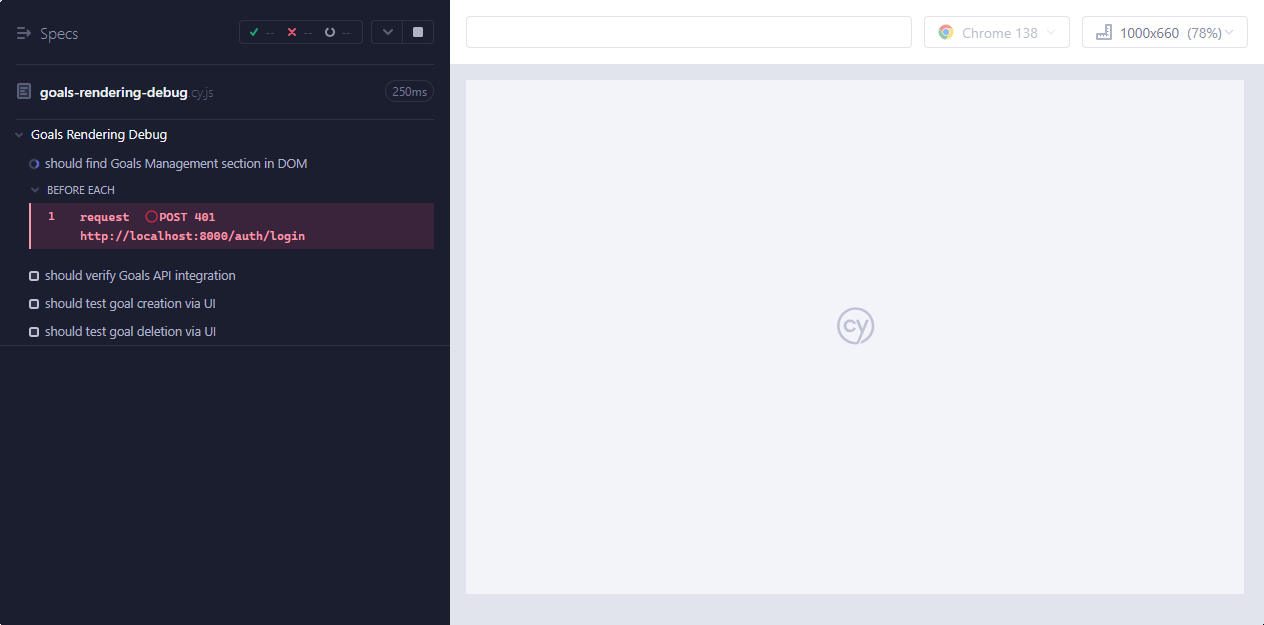 Specs
-- -- --
goals-rendering-debug.cy.js
250ms
Goals Rendering Debug
should find Goals Management section in DOM
BEFORE EACH
1 request POST 401
http://localhost:8000/auth/login
should verify Goals API integration
should test goal creation via UI
should test goal deletion via UI
Chrome 138
1000x660 (78%)
cy